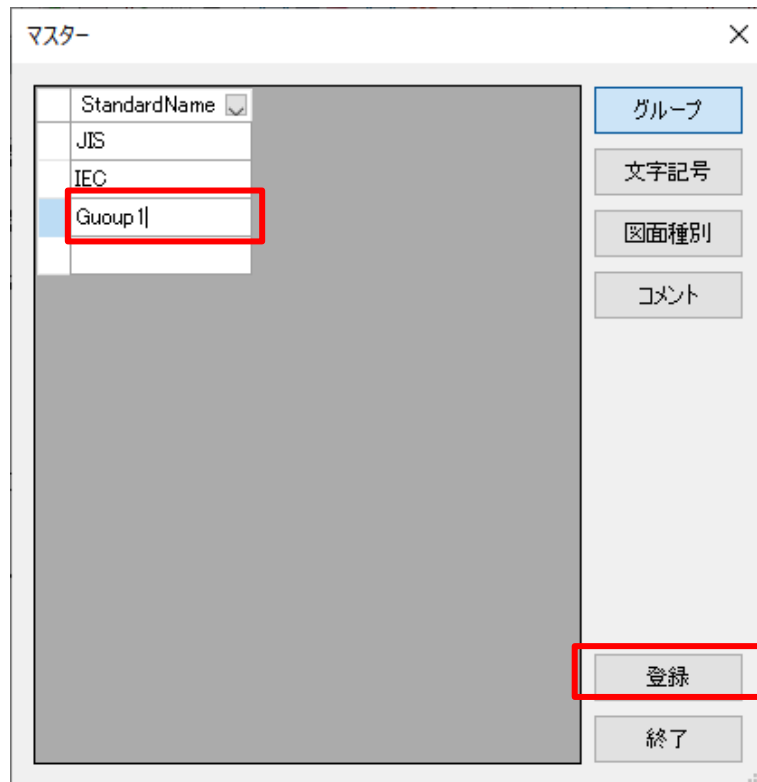 マスター
StandardName
JIS
IEC
Guoup1
グループ
文字記号
図面種別
コメント
登録
終了